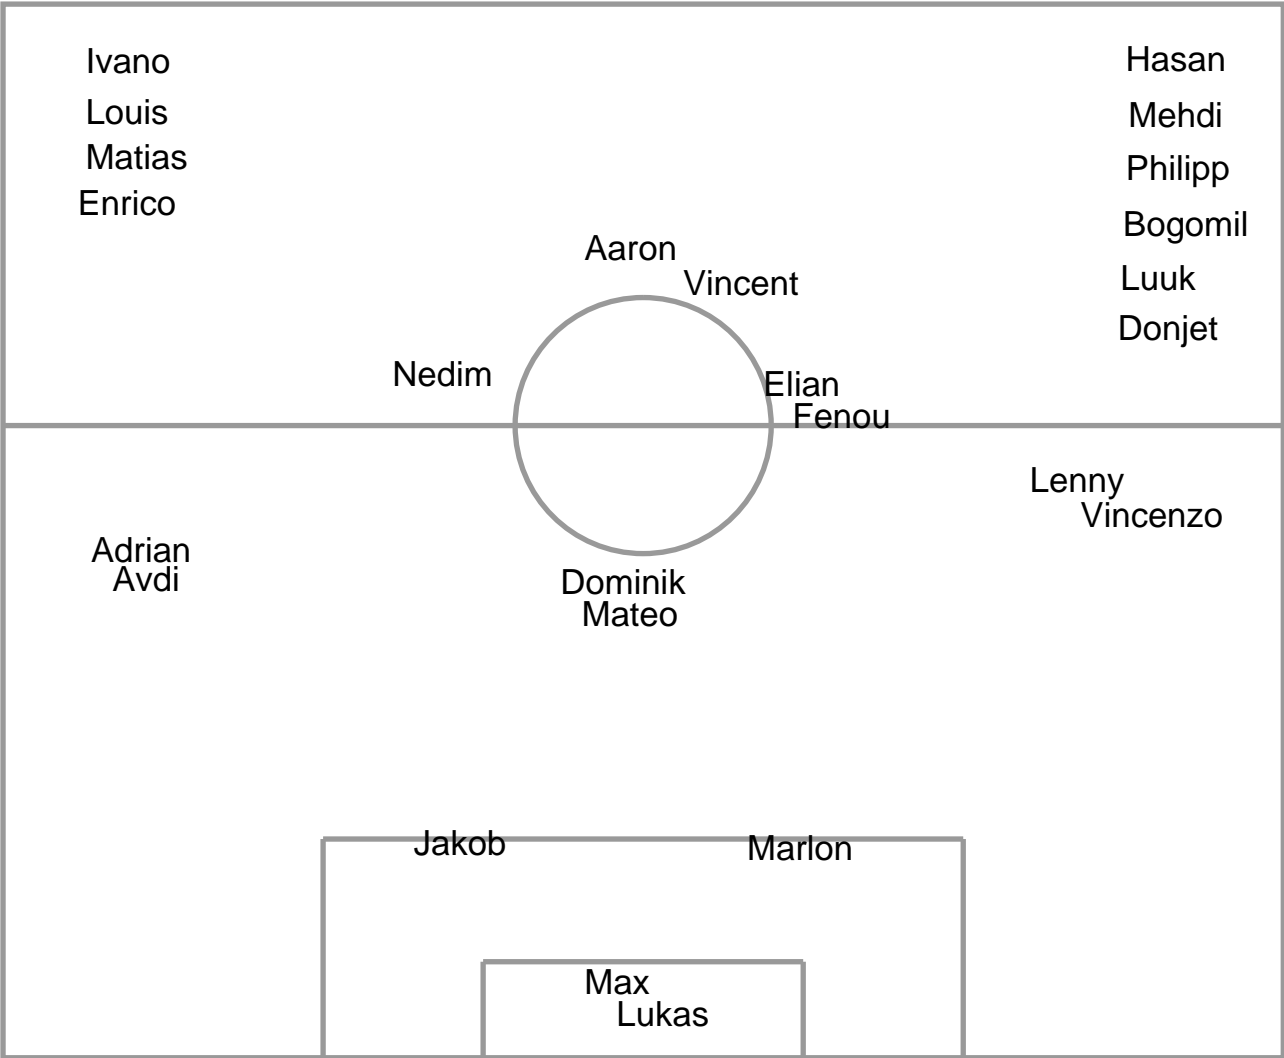 Ivano
Louis
Matias
Enrico
Hasan
Mehdi
Philipp
Bogomil
Luuk
Donjet
Aaron
Vincent
Nedim
Elian
Fenou
Lenny
Vincenzo
Adrian
Avdi
Dominik
Mateo
Jakob
Marlon
Max
Lukas